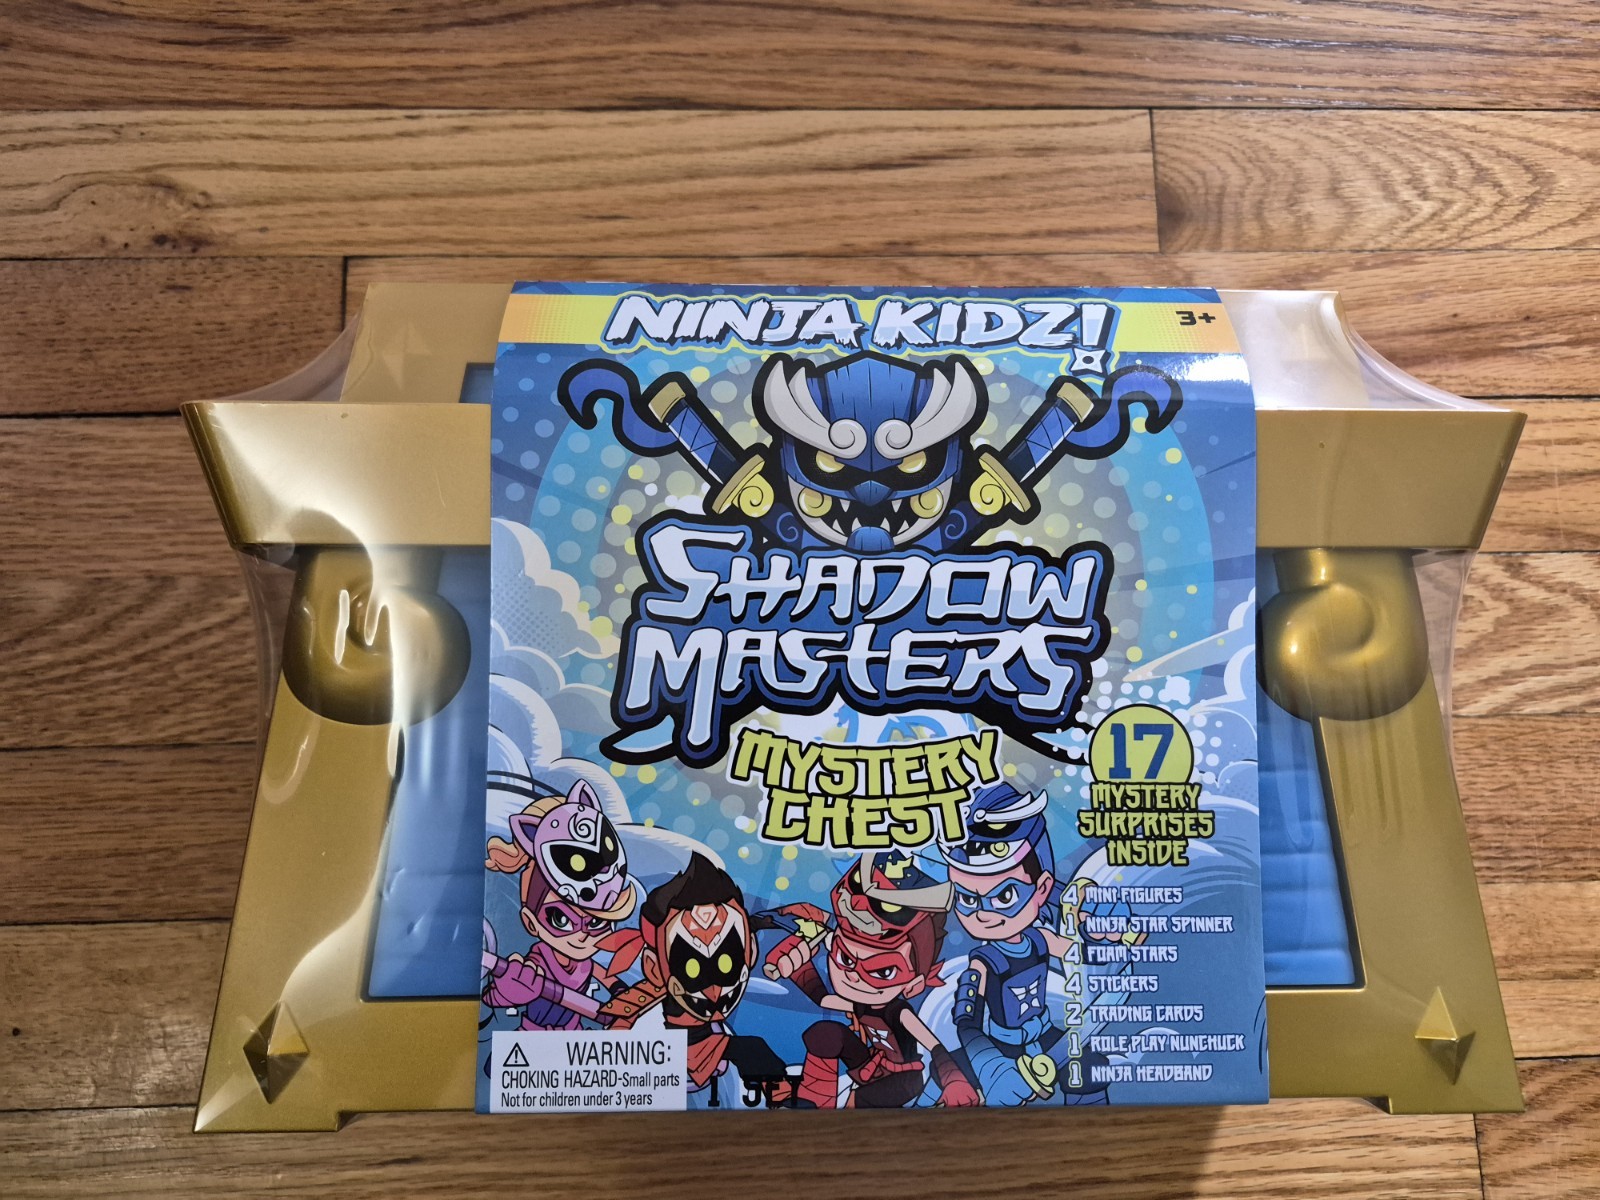 NINJA KIDZ!
3+
SHADOW
MASTERS
MYSTERY
CHEST
17
MYSTERY
SURPRISES
INSIDE
4 MINI FIGURES
1 NINJA STAR SPINNER
4 FOAM STARS
4 STICKERS
2 TRADING CARDS
1 ROLE PLAY NUNCHUCK
1 NINJA HEADBAND
WARNING:
CHOKING HAZARD-Small parts
Not for children under 3 years
1 SET